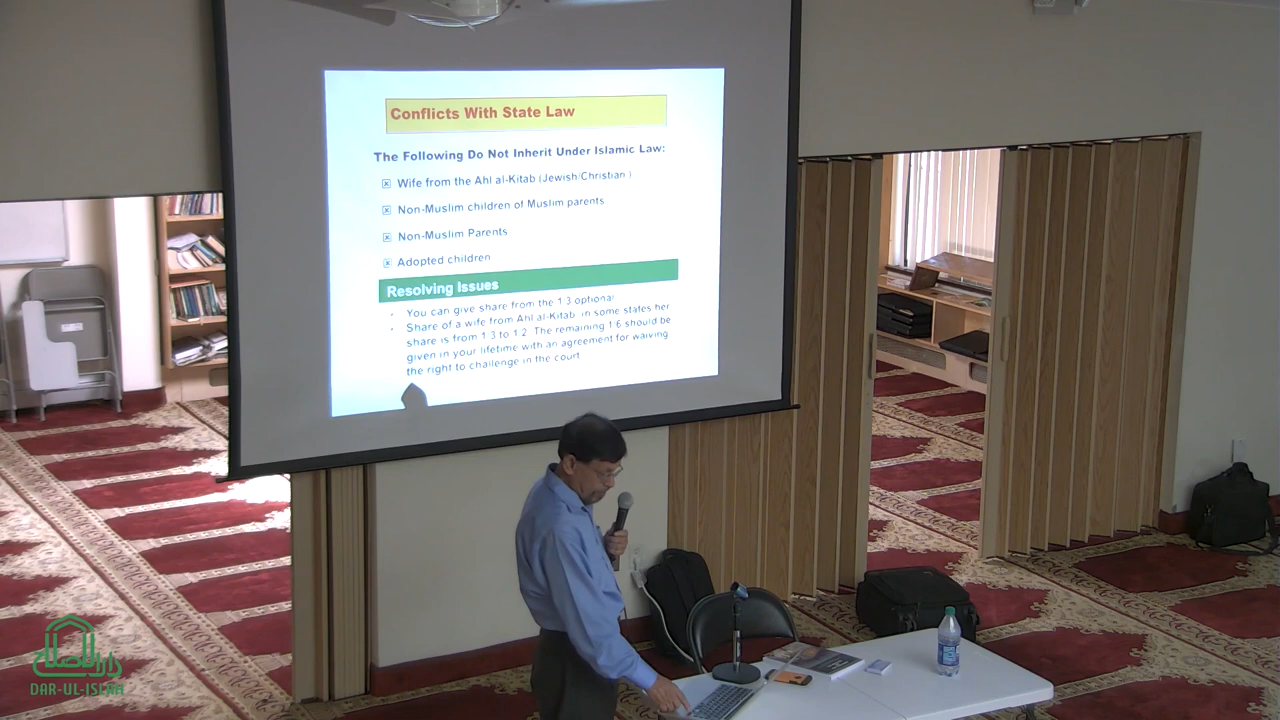 Conflicts With State Law
The Following Do Not Inherit Under Islamic Law:
Wife from the Ahl al-Kitab (Jewish/Christian )
Non-Muslim children of Muslim parents
Non-Muslim Parents
Adopted children
Resolving Issues
You can give share from the 1/3 optional
Share of a wife from Ahl al-Kitab in some states her
share is from 1/3 to 1/2. The remaining 1/6 should be
given in your lifetime with an agreement for waiving
the right to challenge in the court
دار الإصلاح
DAR-UL-ISLAH